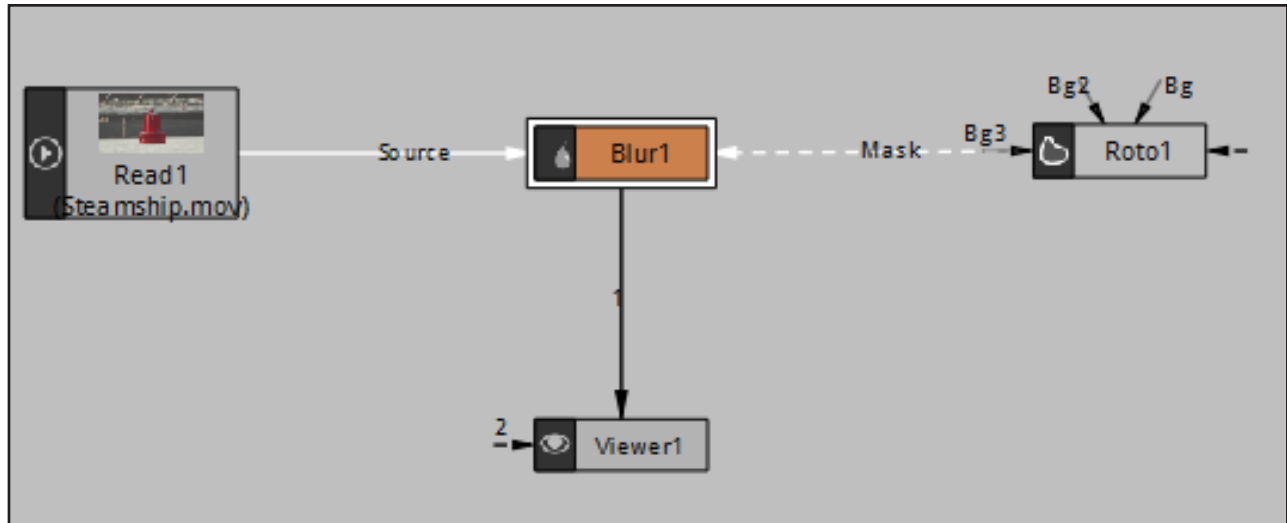 Bg2
Bg
Source
Blur1
Mask
Bg3
Roto1
Read1
(Steamship.mov)
1
2
Viewer1